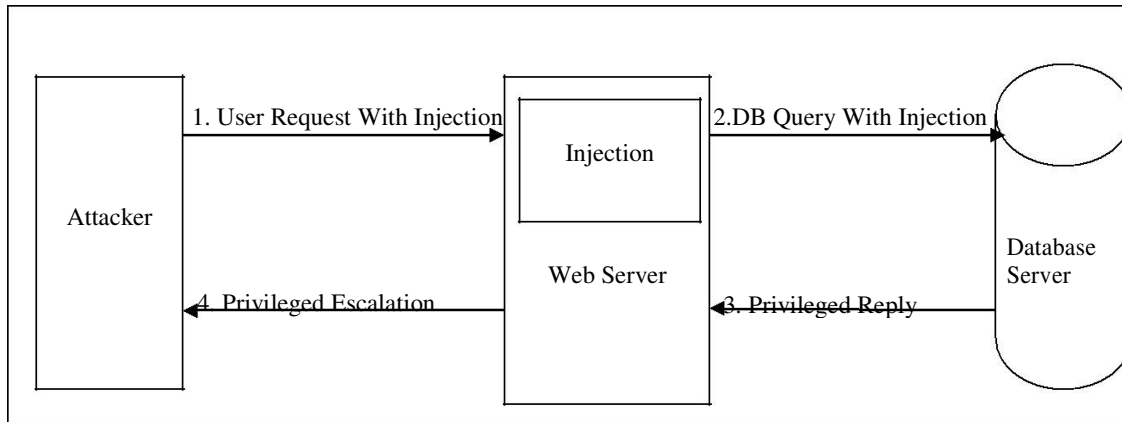 1. User Request With Injection
2.DB Query With Injection
Injection
Attacker
Web Server
Database
Server
4. Privileged Escalation
3. Privileged Reply